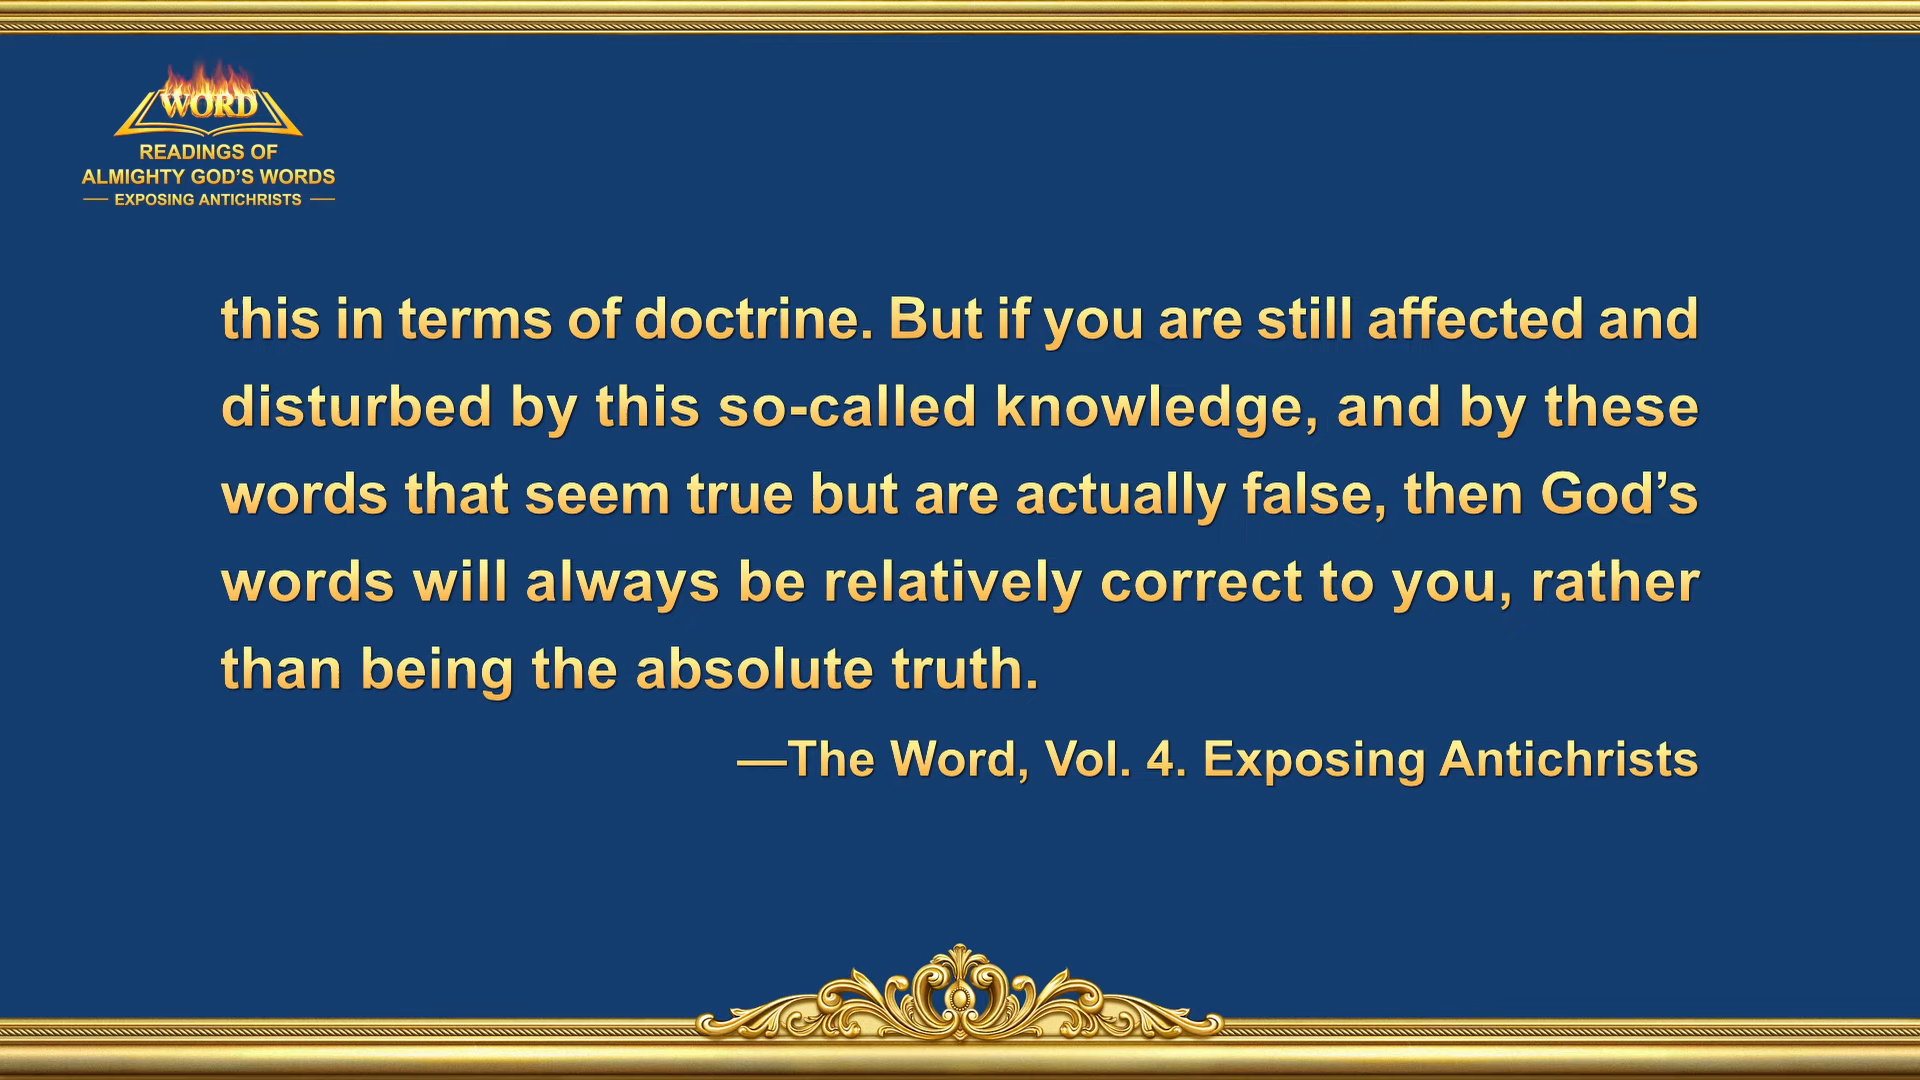 WORD
READINGS OF
ALMIGHTY GOD’S WORDS
EXPOSING ANTICHRISTS
this in terms of doctrine. But if you are still affected and
disturbed by this so-called knowledge, and by these
words that seem true but are actually false, then God’s
words will always be relatively correct to you, rather
than being the absolute truth.
—The Word, Vol. 4. Exposing Antichrists